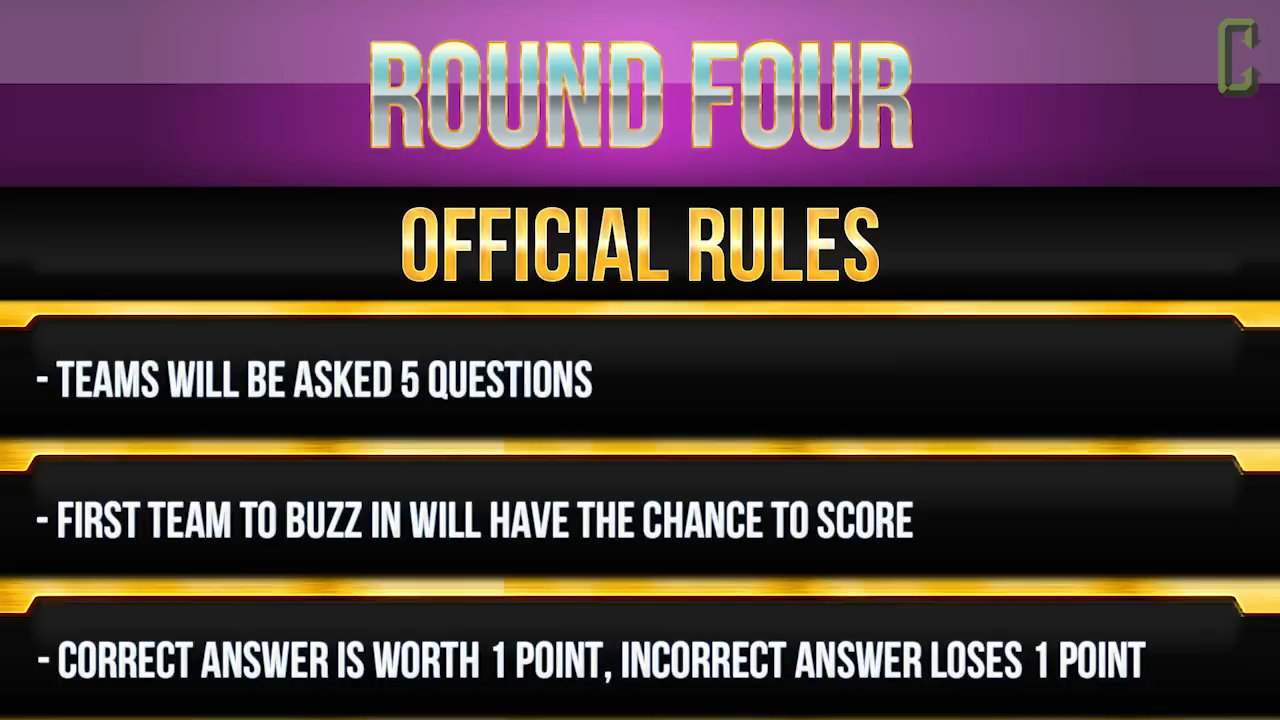 ROUND FOUR
OFFICIAL RULES
- TEAMS WILL BE ASKED 5 QUESTIONS
- FIRST TEAM TO BUZZ IN WILL HAVE THE CHANCE TO SCORE
- CORRECT ANSWER IS WORTH 1 POINT, INCORRECT ANSWER LOSES 1 POINT